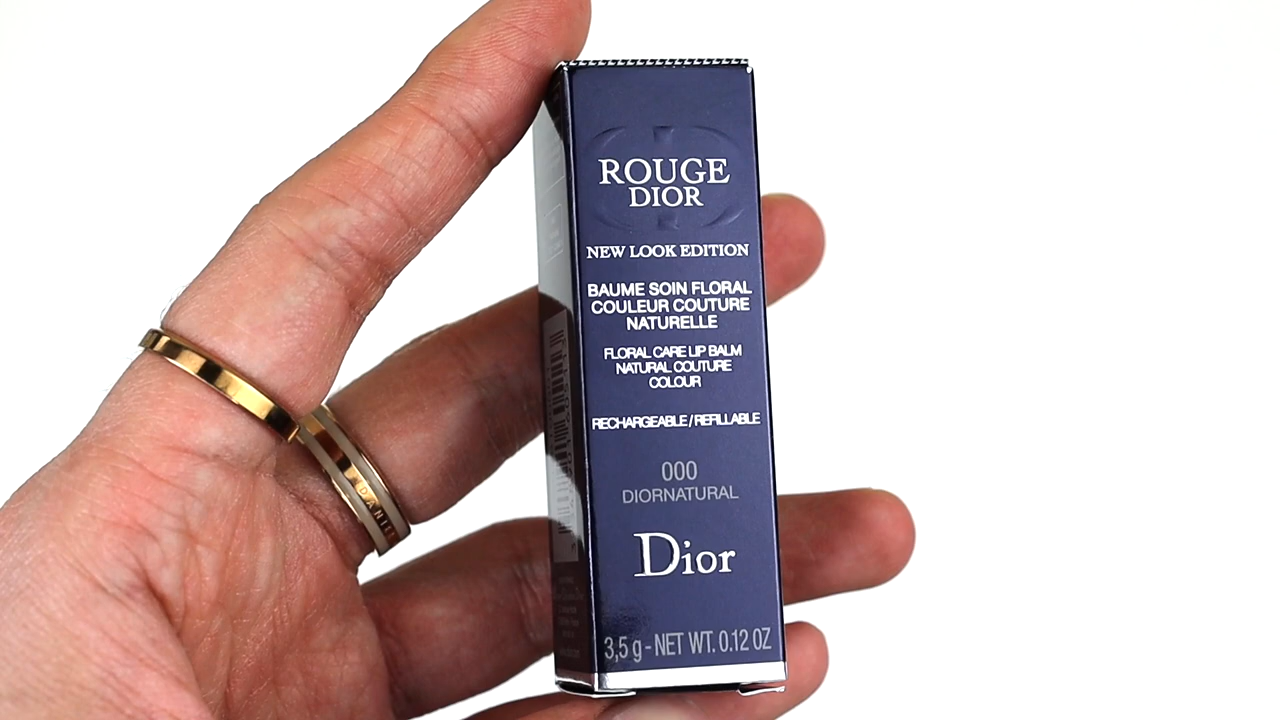 ROUGE
DIOR
NEW LOOK EDITION
BAUME SOIN FLORAL
COULEUR COUTURE
NATURELLE
FLORAL CARE LIP BALM
NATURAL COUTURE
COLOUR
RECHARGEABLE / REFILLABLE
000
DIORNATURAL
Dior
3,5 g - NET WT. 0.12 OZ